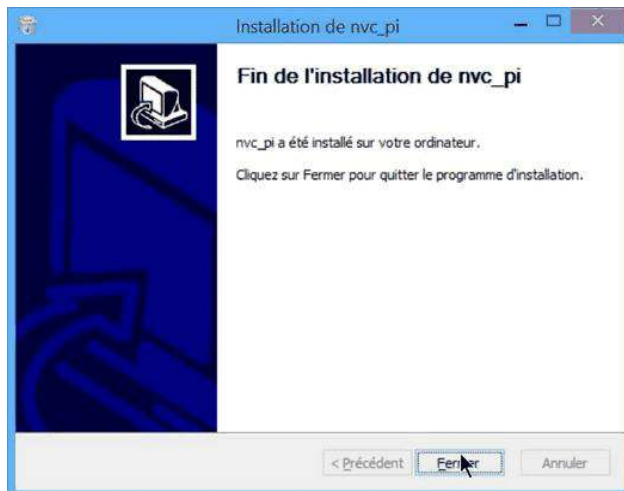 Installation de nvc_pi
Fin de l'installation de nvc_pi
nvc_pi a été installé sur votre ordinateur.
Cliquez sur Fermer pour quitter le programme d'installation.
< Précédent Fermer Annuler